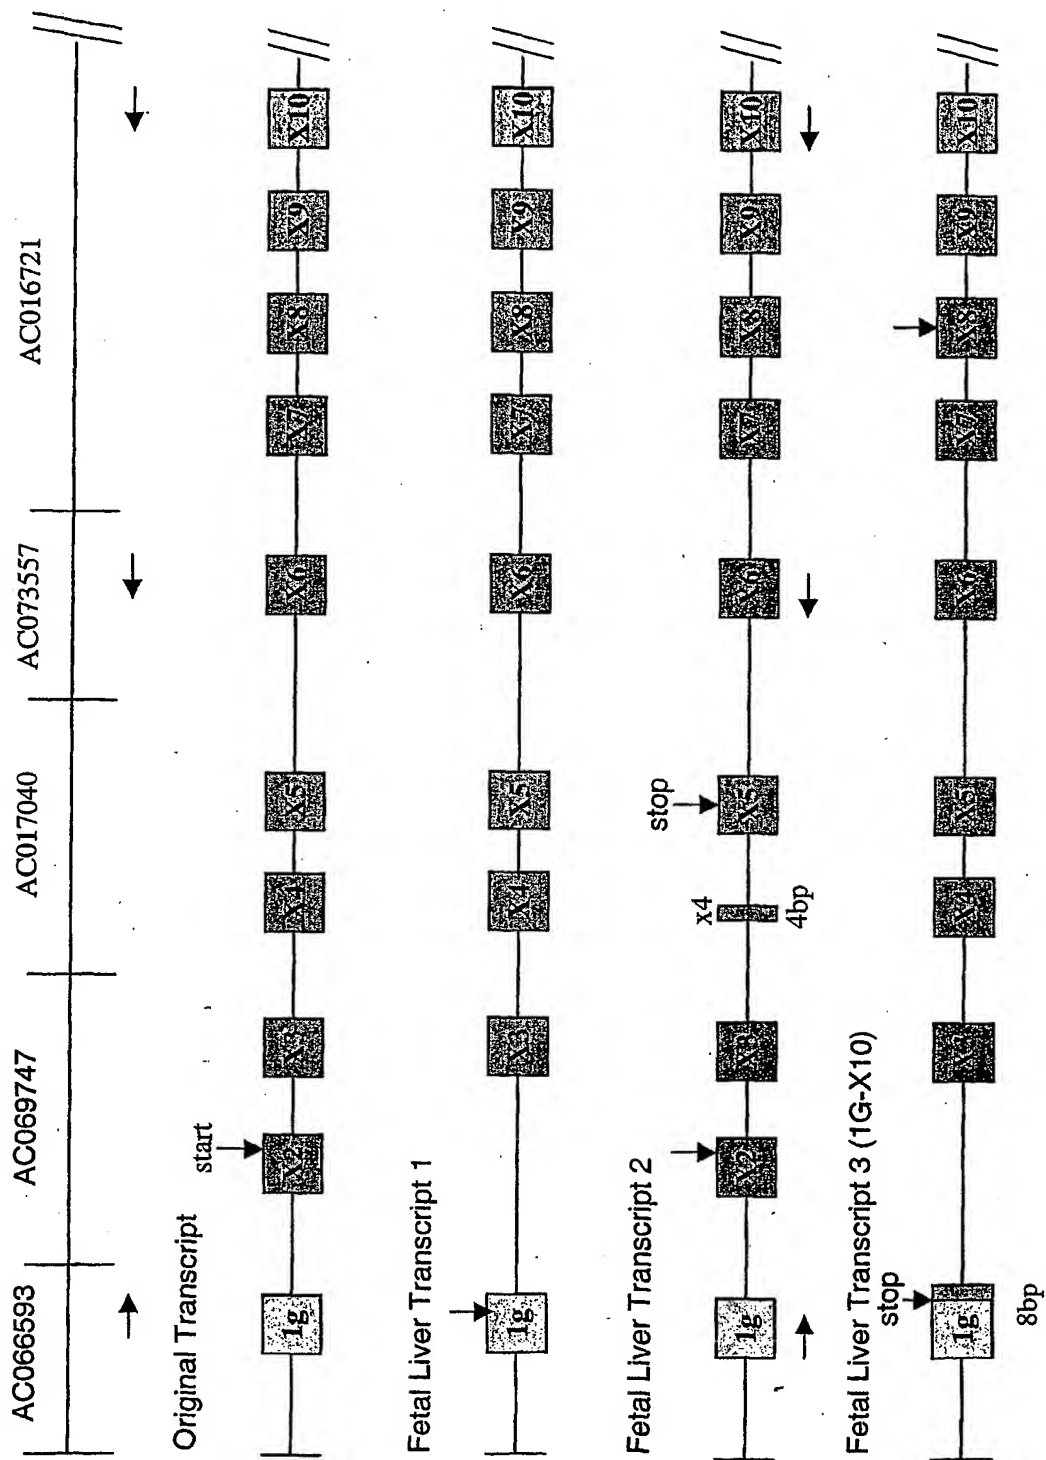 AC066593 AC069747 AC017040 AC073557 AC016721
Original Transcript
start
1g X2 X3 X4 X5 X6 X7 X8 X9 X10
Fetal Liver Transcript 1
1g X3 X4 X5 X6 X7 X8 X9 X10
Fetal Liver Transcript 2
stop
x4
1g X2 X3 X5 X6 X7 X8 X9 X10
4bp
Fetal Liver Transcript 3 (1G-X10)
stop
1g X3 X4 X5 X6 X7 X8 X9 X10
8bp